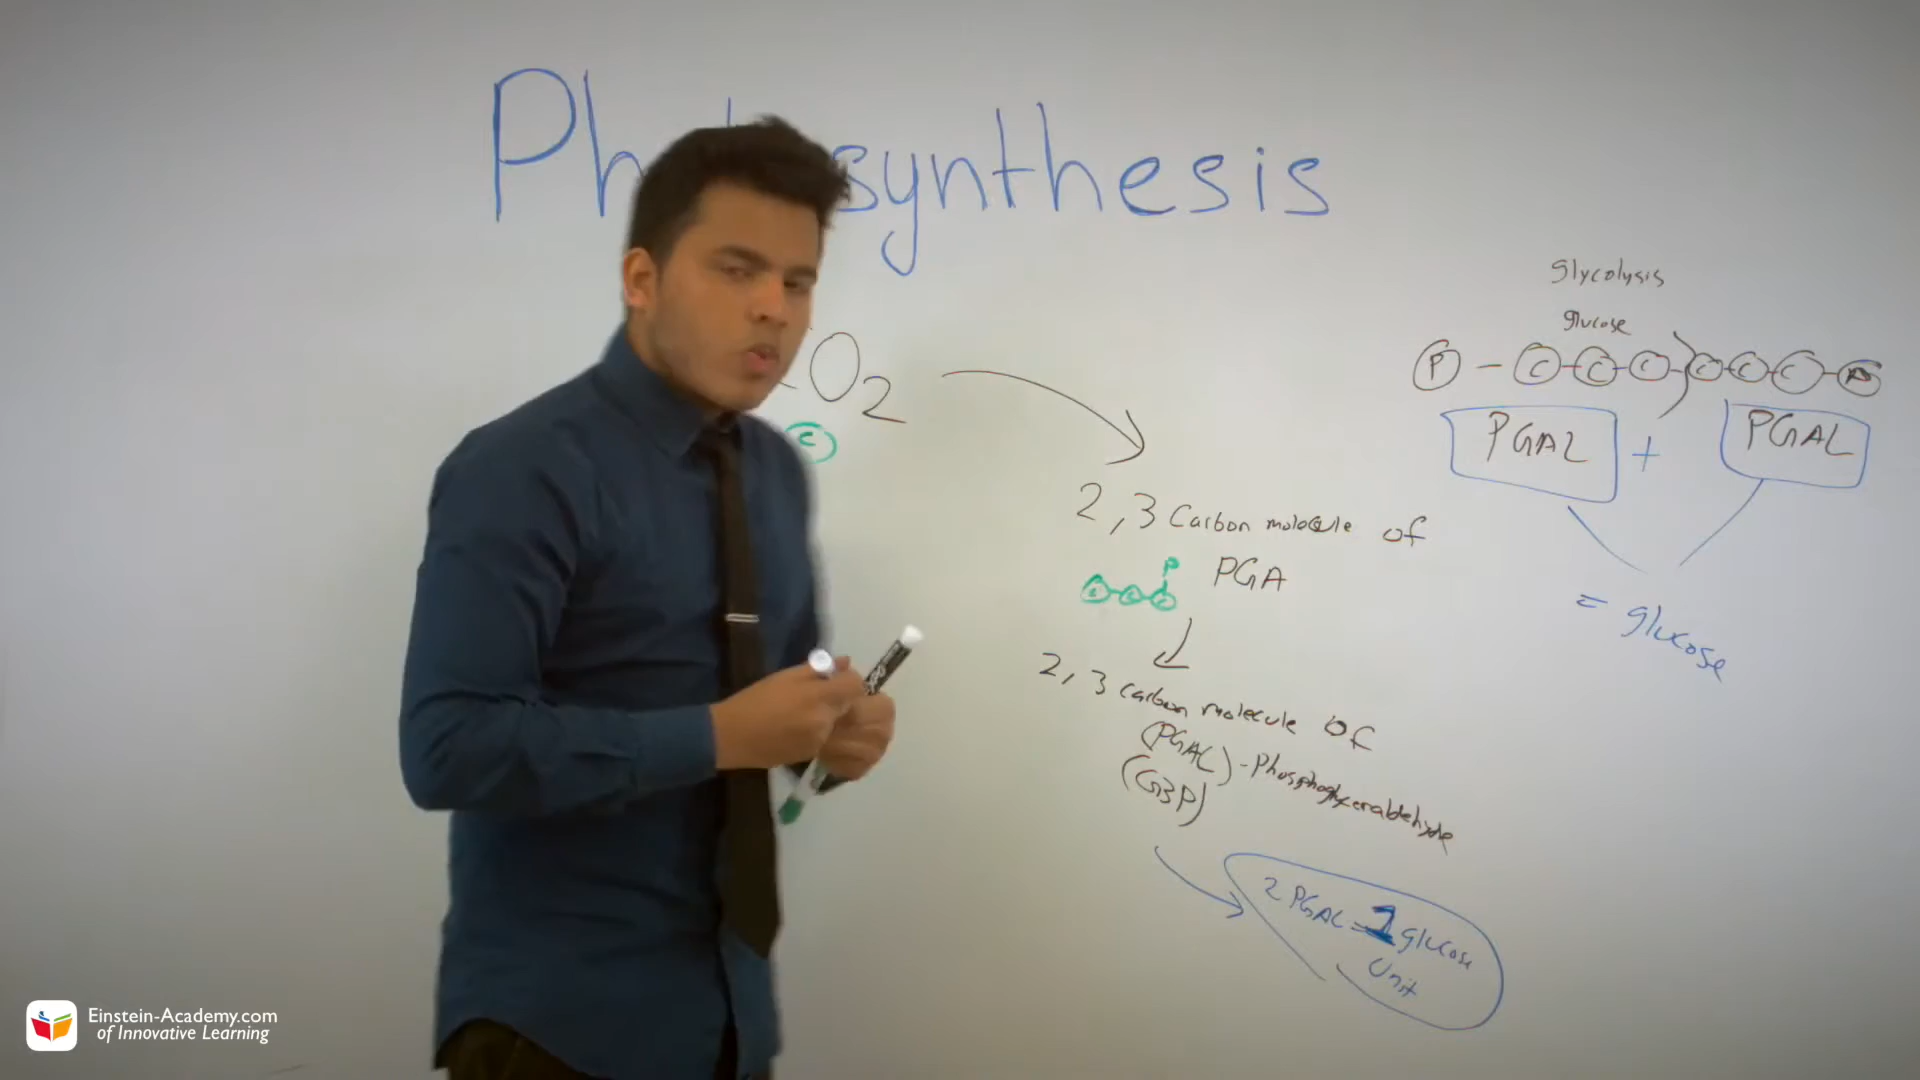 Ph synthesis
O2
C
2, 3 Carbon molecule of
PGA
C C C P
2, 3 carbon molecule of
(PGAL) - Phosphoglyceraldehyde
(G3P)
2 PGAL = 1 glucose
Unit
glycolysis
glucose
P - C - C - C - C - C - C - P
PGAL + PGAL
= glucose
Einstein-Academy.com
of Innovative Learning